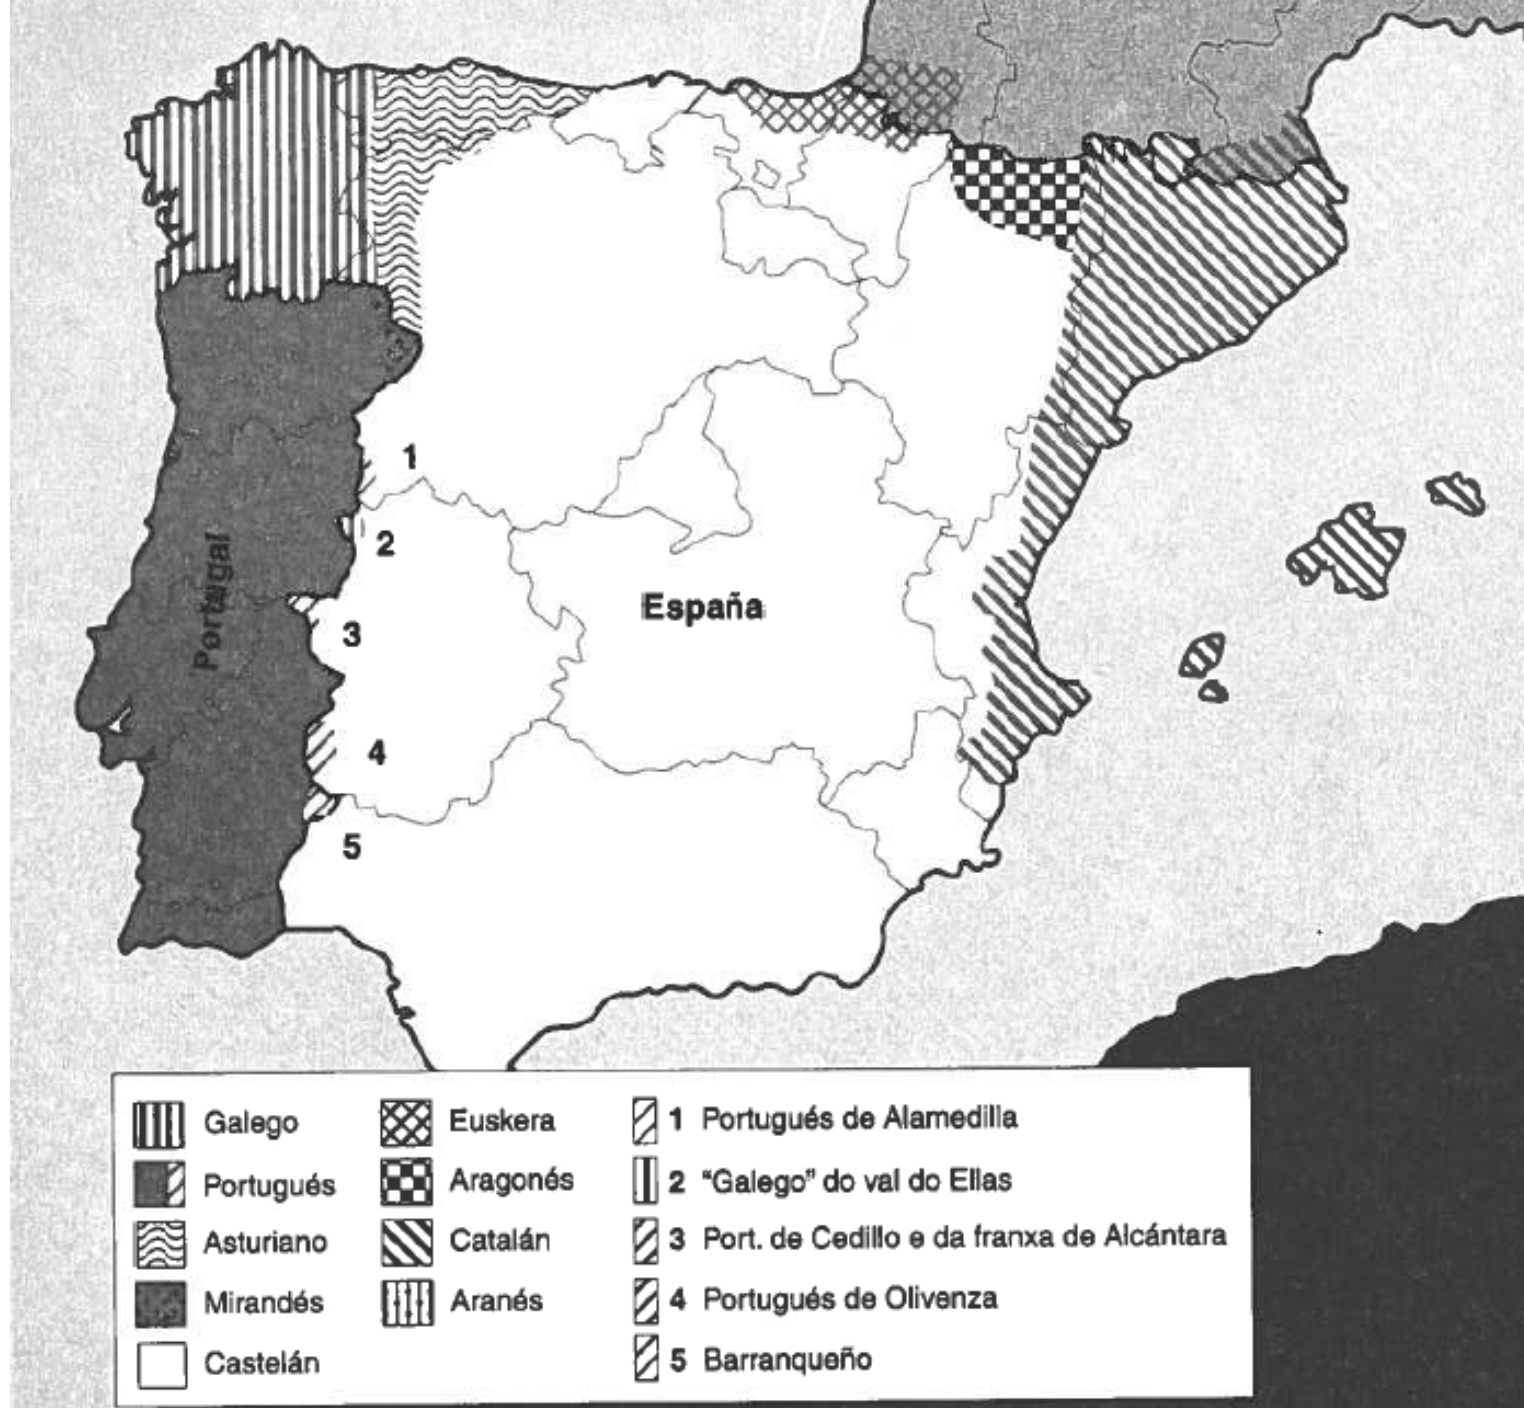 1
2
España
Portugal
3
4
5
Galego
Portugués
Asturiano
Mirandés
Castelán
Euskera
Aragonés
Catalán
Aranés
1 Portugués de Alamedilla
2 “Galego” do val do Ellas
3 Port. de Cedillo e da franxa de Alcántara
4 Portugués de Olivenza
5 Barranqueño